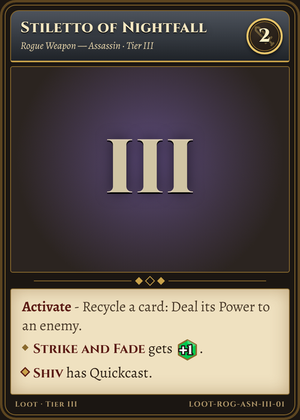 Stiletto of Nightfall
Rogue Weapon — Assassin · Tier III
2
III
Activate - Recycle a card: Deal its Power to
an enemy.
Strike and Fade gets +1 .
Shiv has Quickcast.
Loot · Tier III
LOOT-ROG-ASN-III-01